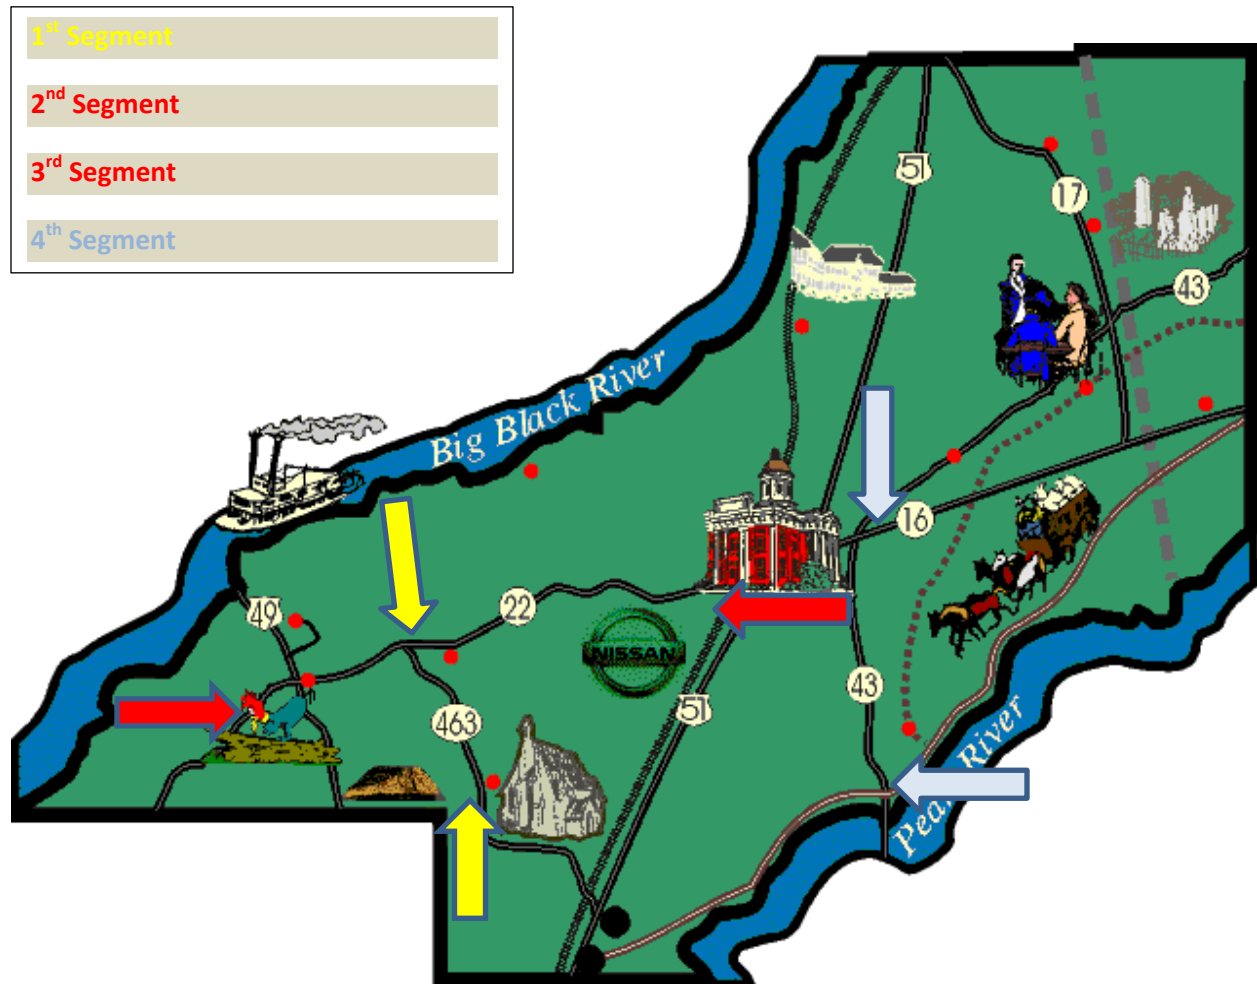 1st Segment
2nd Segment
3rd Segment
4th Segment
51
17
43
Big Black River
16
22
49
NISSAN
43
463
51
Pea River